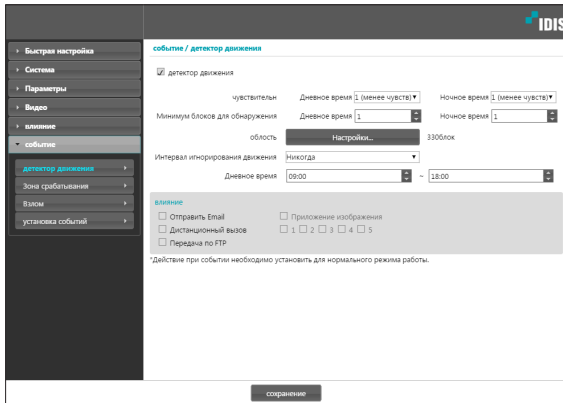 IDIS
Быстрая настройка
Система
Параметры
Видео
влияние
событие
детектор движения
Зона срабатывания
Взлом
установка событий
событие / детектор движения
детектор движения
чувствительн Дневное время 1 (менее чувств) Ночное время 1 (менее чувств)
Минимум блоков для обнаружения Дневное время 1 Ночное время 1
облость Настройки... 330блок
Интервал игнорирования движения Никогда
Дневное время 09:00 ~ 18:00
влияние
Отправить Email Приложение изображения
Дистанционный вызов 1 2 3 4 5
Передача по FTP
*Действие при событии необходимо установить для нормального режима работы.
сохранение